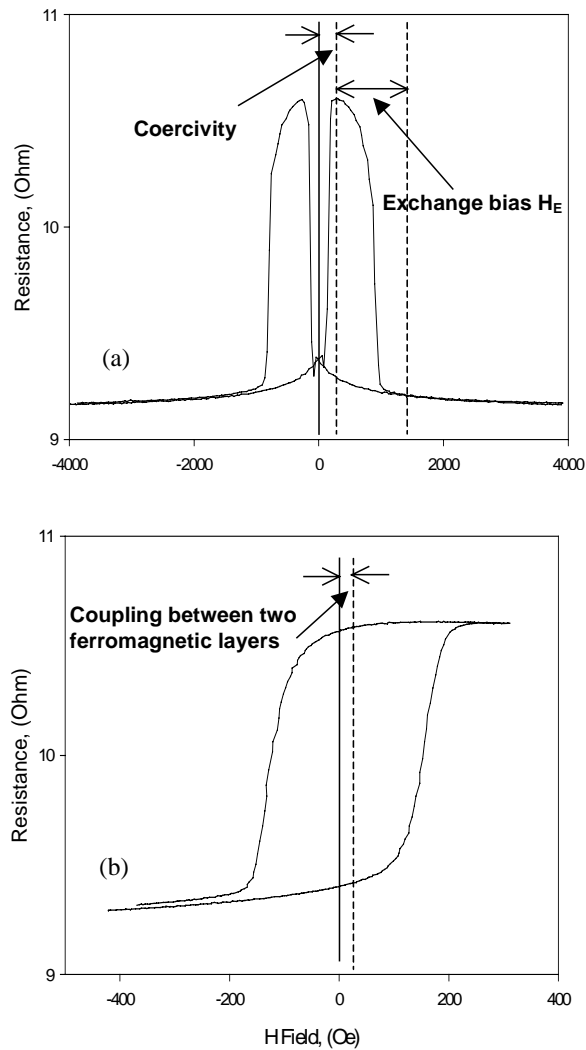 11
Coercivity
10
Exchange bias HE
Resistance, (Ohm)
(a)
9
-4000
-2000
0
2000
4000
11
Coupling between two
ferromagnetic layers
Resistance, (Ohm)
10
(b)
9
-400
-200
0
200
400
H Field, (Oe)